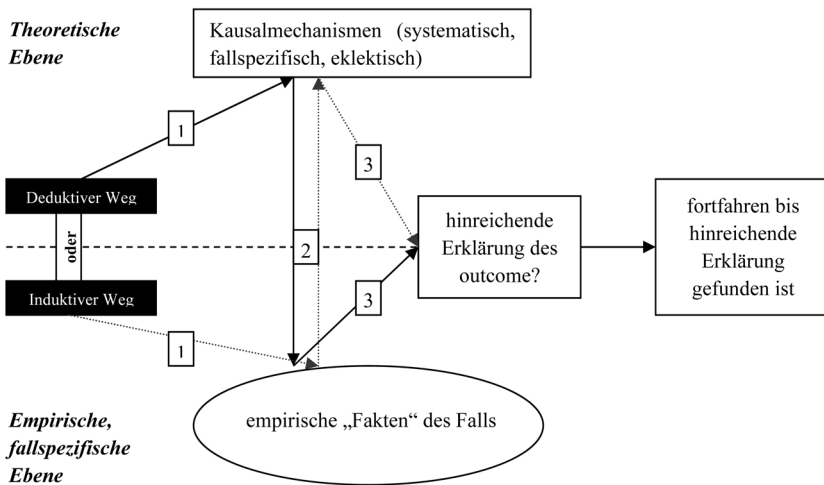 Theoretische
Ebene
Kausalmechanismen (systematisch,
fallspezifisch, eklektisch)
1
3
Deduktiver Weg
oder
hinreichende
Erklärung des
outcome?
fortfahren bis
hinreichende
Erklärung
gefunden ist
2
Induktiver Weg
3
1
empirische „Fakten“ des Falls
Empirische,
fallspezifische
Ebene